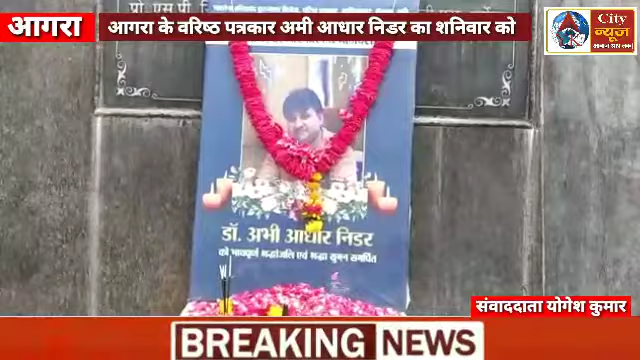 आगरा
आगरा के वरिष्ठ पत्रकार अमी आधार निडर का शनिवार को
City
न्यूज़
प्रो. एस.पी.
डॉ. अभी आधार निडर
को भावपूर्ण श्रद्धांजलि एवं श्रद्धा सुमन समर्पित
संवाददाता योगेश कुमार
BREAKING NEWS